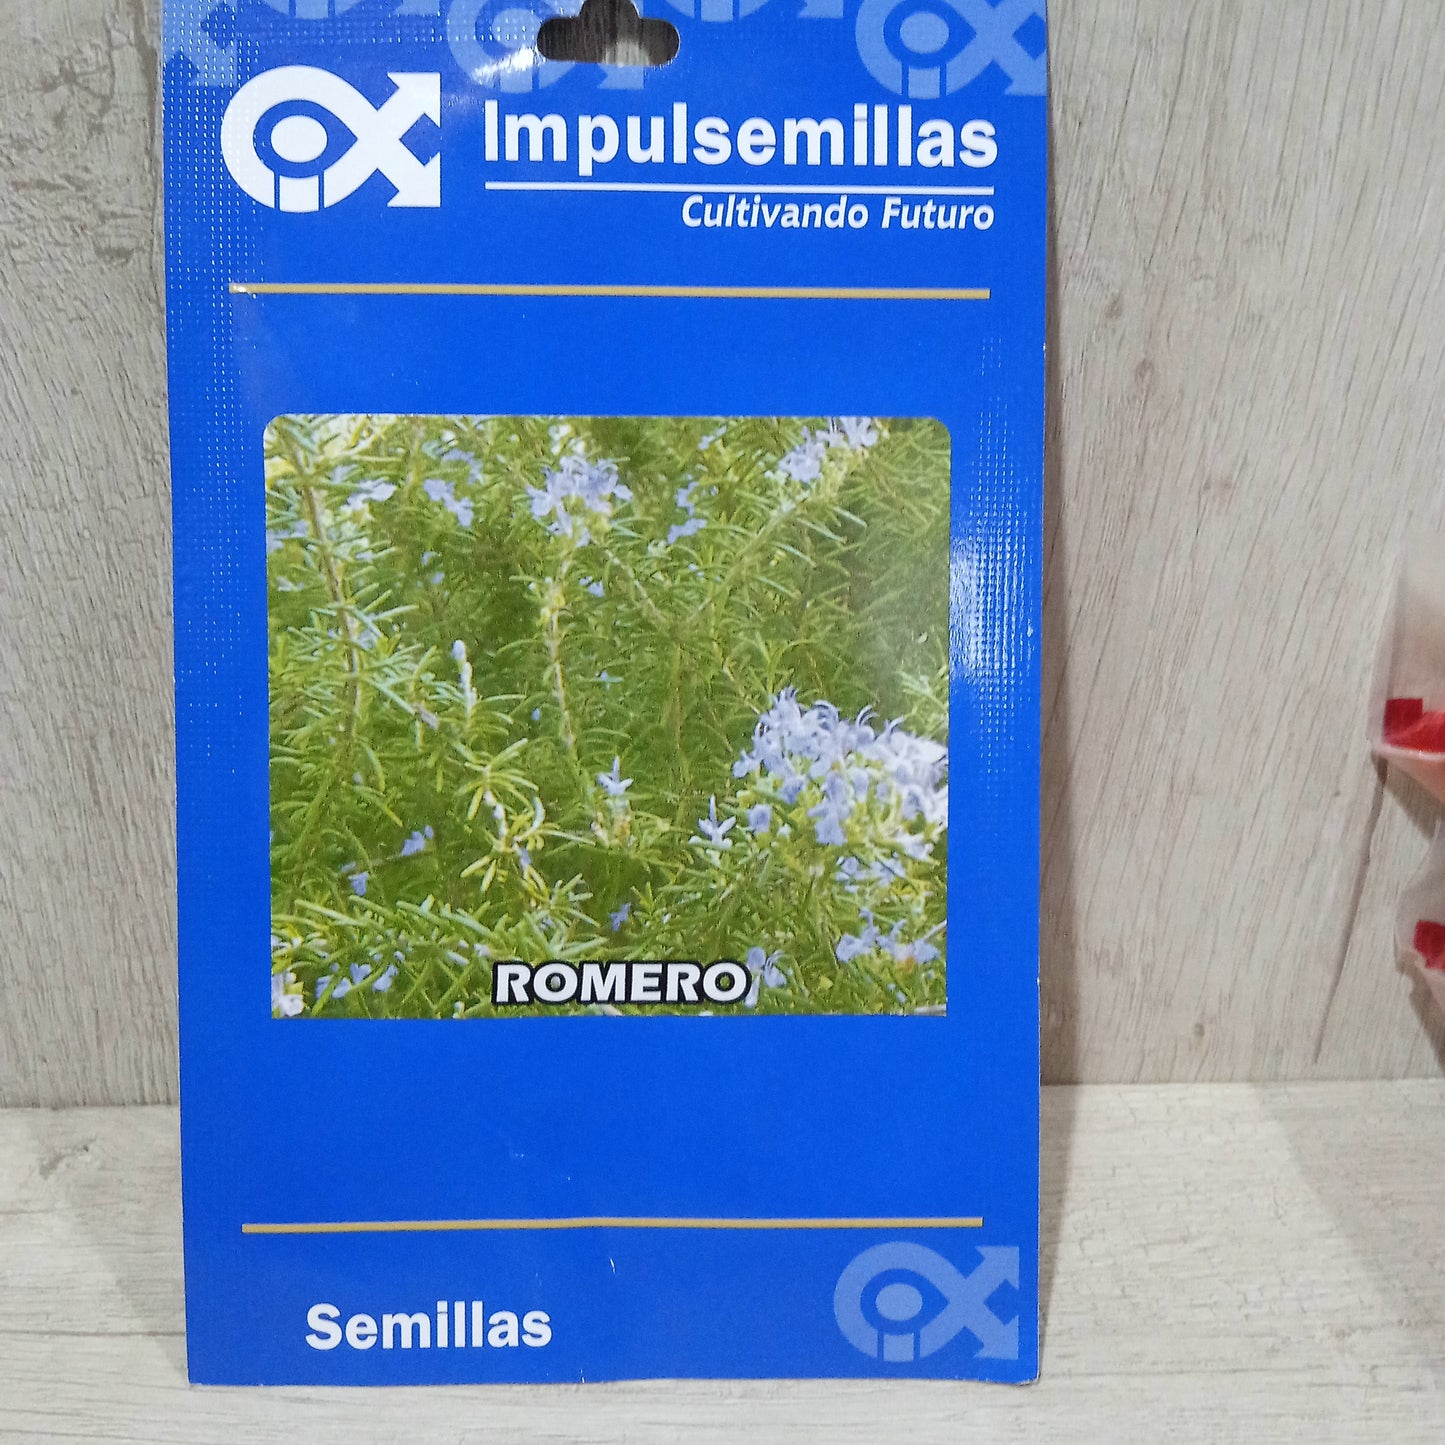 Impulsemillas
Cultivando Futuro
ROMERO
Semillas